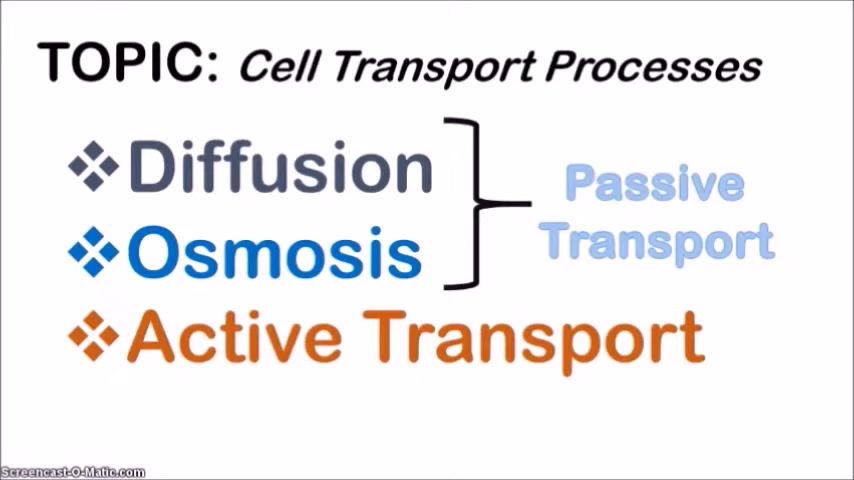 TOPIC: Cell Transport Processes
❖Diffusion
❖Osmosis
Passive
Transport
❖Active Transport
Screencast-O-Matic.com